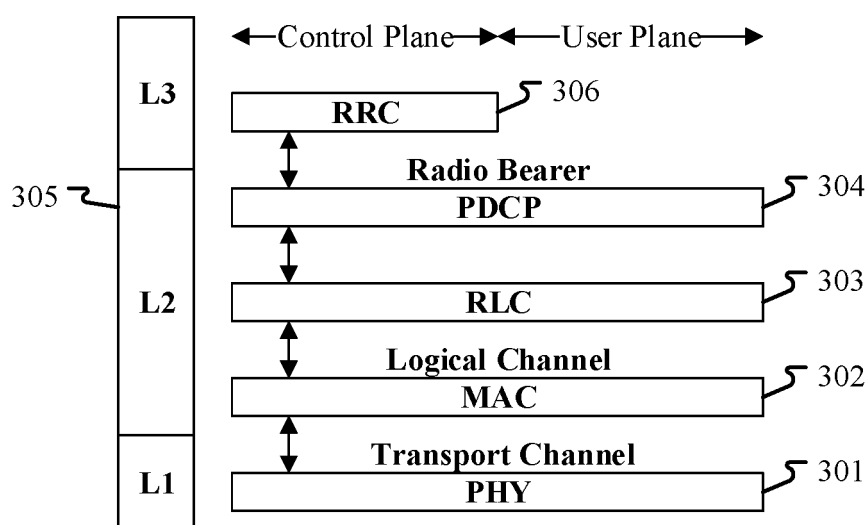 Control Plane User Plane
L3
RRC
306
Radio Bearer
305
PDCP
304
L2
RLC
303
Logical Channel
MAC
302
Transport Channel
L1
PHY
301